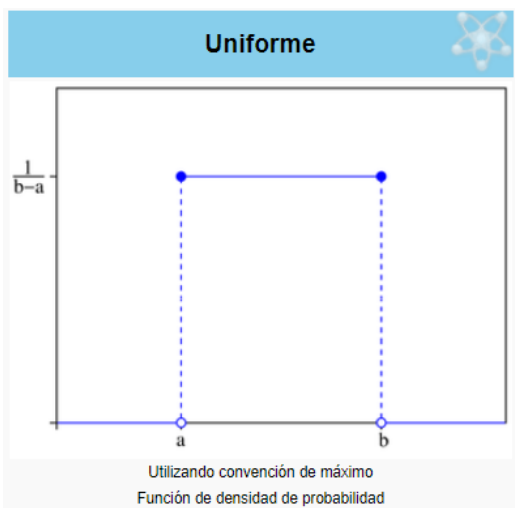 Uniforme
1
b−a
a
b
Utilizando convención de máximo
Función de densidad de probabilidad